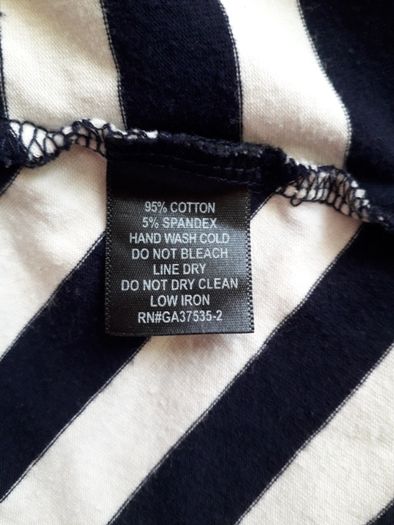 95% COTTON
5% SPANDEX
HAND WASH COLD
DO NOT BLEACH
LINE DRY
DO NOT DRY CLEAN
LOW IRON
RN#GA37535-2